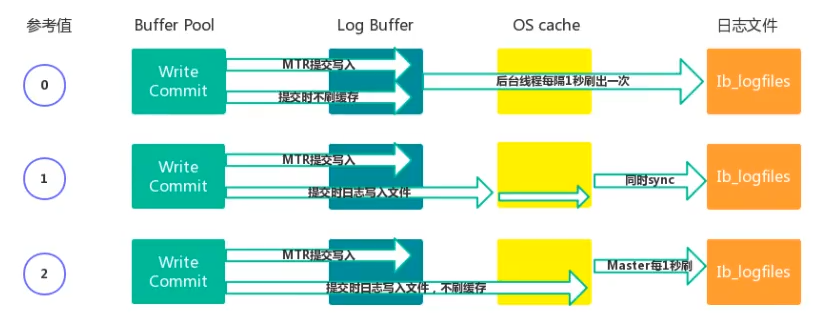 参考值 Buffer Pool Log Buffer OS cache 日志文件
0
Write
Commit
MTR提交写入
提交时不刷缓存
后台线程每隔1秒刷出一次
Ib_logfiles
1
Write
Commit
MTR提交写入
提交时日志写入文件
同时sync
Ib_logfiles
2
Write
Commit
MTR提交写入
提交时日志写入文件，不刷缓存
Master每1秒刷
Ib_logfiles